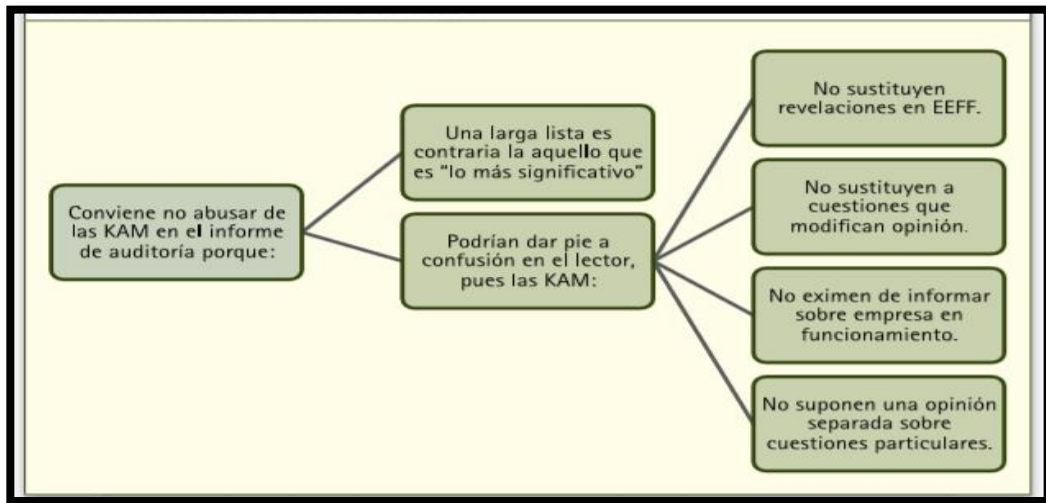 Conviene no abusar de
las KAM en el informe
de auditoría porque:
Una larga lista es
contraria la aquello que
es "lo más significativo"
Podrían dar pie a
confusión en el lector,
pues las KAM:
No sustituyen
revelaciones en EEFF.
No sustituyen a
cuestiones que
modifican opinión.
No eximen de informar
sobre empresa en
funcionamiento.
No suponen una opinión
separada sobre
cuestiones particulares.